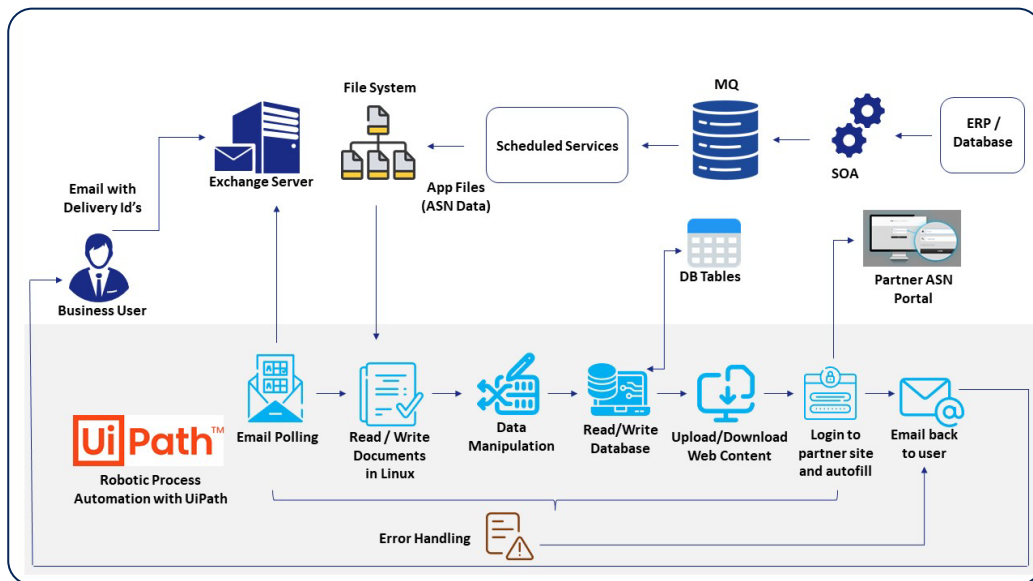 File System
MQ
ERP /
Database
Scheduled Services
SOA
Exchange Server
App Files
(ASN Data)
Email with
Delivery Id's
DB Tables
Partner ASN
Portal
Business User
UiPath™
Robotic Process
Automation with UiPath
Email Polling
Read / Write
Documents
in Linux
Data
Manipulation
Read/Write
Database
Upload/Download
Web Content
Login to
partner site
and autofill
Email back
to user
Error Handling